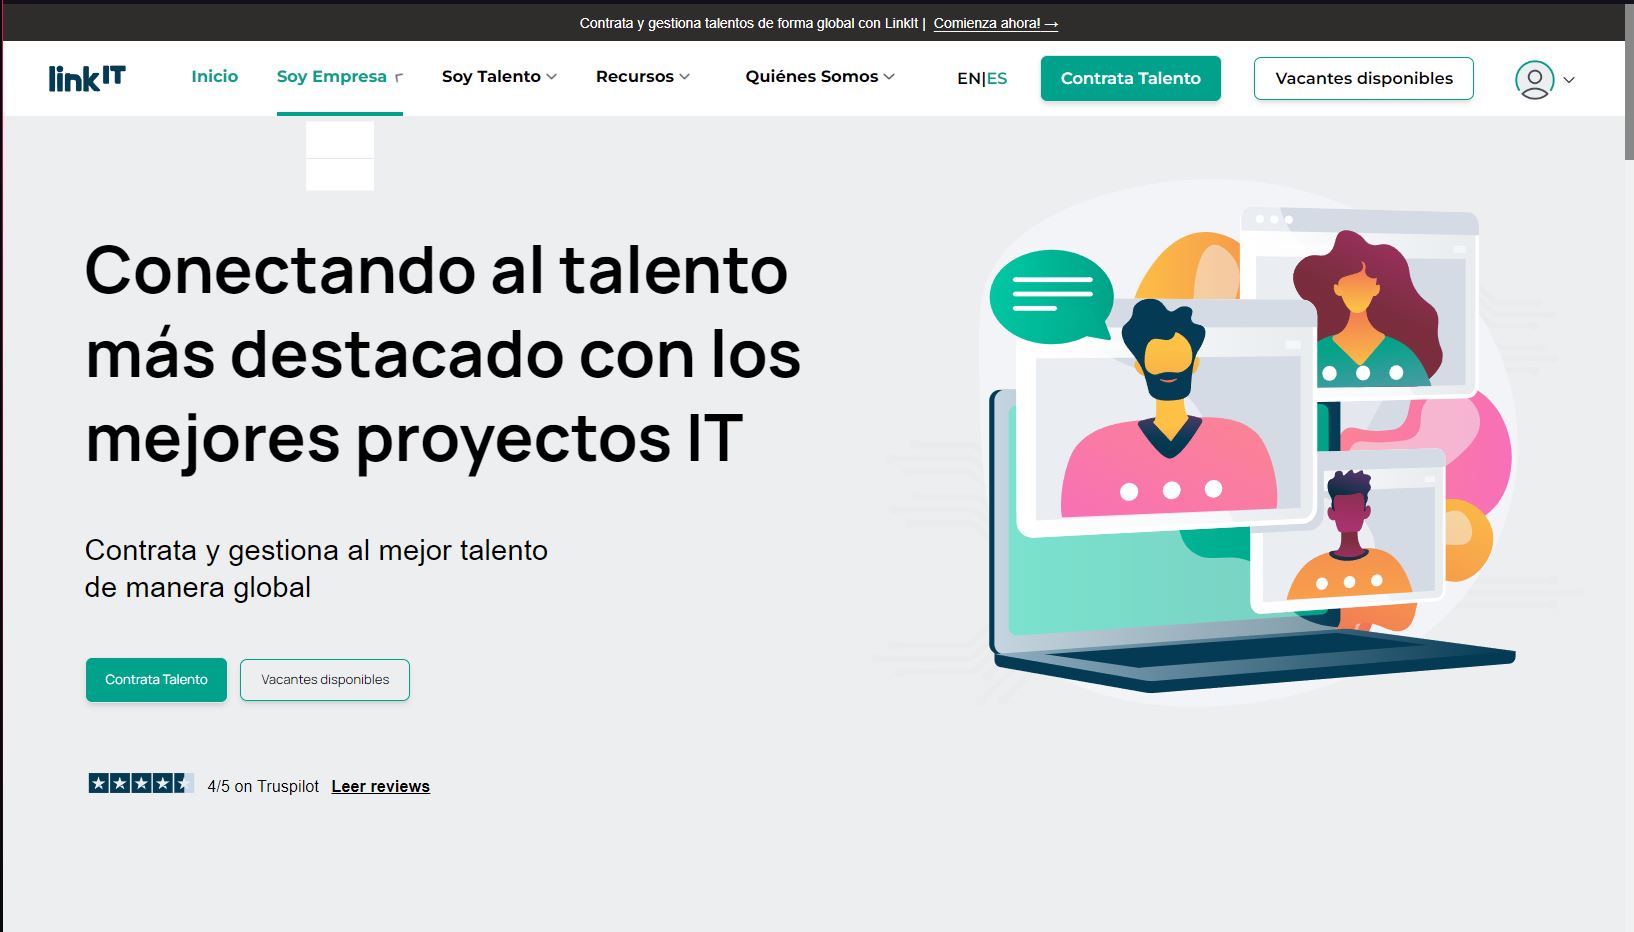 Contrata y gestiona talentos de forma global con LinkIt | Comienza ahora! →
linkIT
Inicio
Soy Empresa
Soy Talento
Recursos
Quiénes Somos
EN|ES
Contrata Talento
Vacantes disponibles
Conectando al talento
más destacado con los
mejores proyectos IT
Contrata y gestiona al mejor talento
de manera global
Contrata Talento
Vacantes disponibles
4/5 on Truspilot Leer reviews